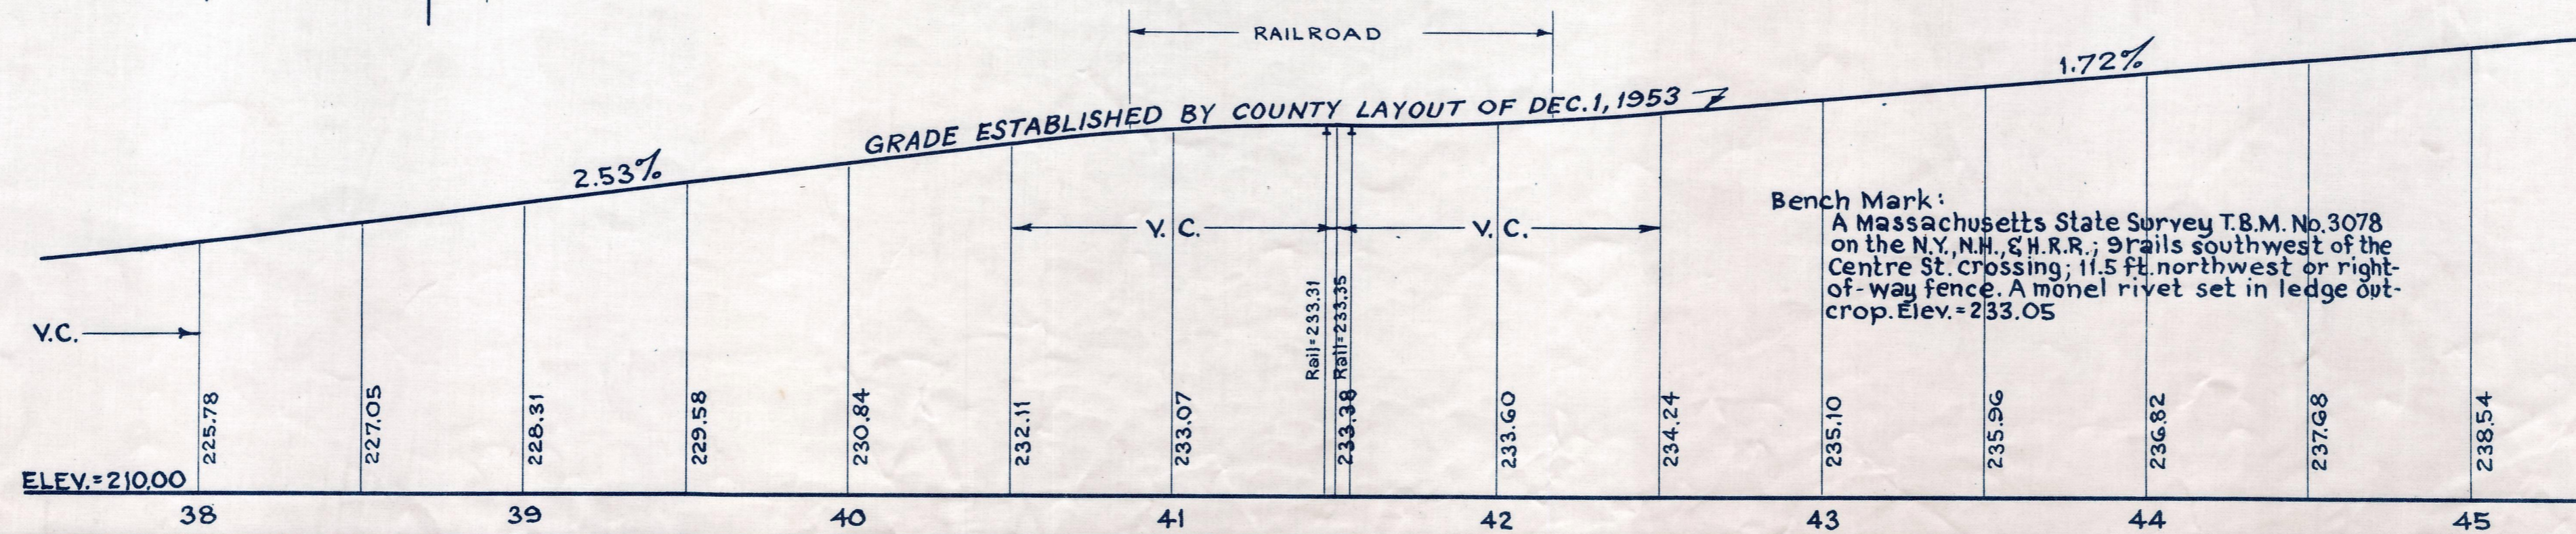 RAILROAD
1.72%
GRADE ESTABLISHED BY COUNTY LAYOUT OF DEC.1,1953
2.53%
Bench Mark:
A Massachusetts State Survey T.B.M. No.3078
on the N.Y., N.H., & H.R.R.; 9 rails southwest of the
Centre St. crossing; 11.5 ft. northwest or right-
of-way fence. A monel rivet set in ledge out-
crop. Elev.=233.05
V. C.
V. C.
V.C.
Rail=233.31
Rail=233.35
225.78
227.05
228.31
229.58
230.84
232.11
233.07
233.38
233.60
234.24
235.10
235.96
236.82
237.68
238.54
ELEV.=210.00
38 39 40 41 42 43 44 45